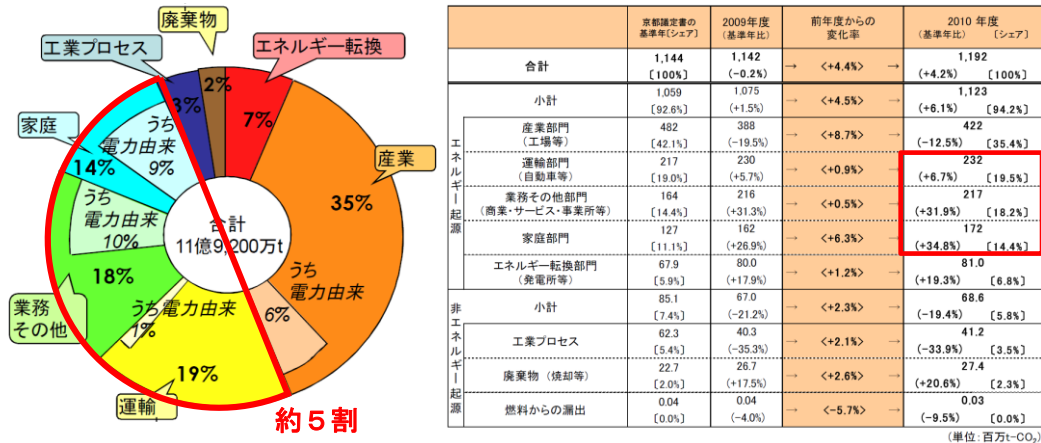 廃棄物
工業プロセス
エネルギー転換
2%
3%
7%
家庭
うち
電力由来
9%
14%
産業
35%
うち
電力由来
10%
合計
11億9,200万t
うち
電力由来
6%
18%
業務
その他
うち電力由来
1%
19%
運輸
約5割
京都議定書の
基準年〔シェア〕
2009年度
(基準年比)
前年度からの
変化率
2010 年度
(基準年比) 〔シェア〕
合計
1,144
〔100%〕
1,142
(-0.2%)
→ <+4.4%> →
1,192
(+4.2%) 〔100%〕
エネルギー起源
小計
1,059
〔92.6%〕
1,075
(+1.5%)
→ <+4.5%> →
1,123
(+6.1%) 〔94.2%〕
産業部門
(工場等)
482
〔42.1%〕
388
(-19.5%)
→ <+8.7%> →
422
(-12.5%) 〔35.4%〕
運輸部門
(自動車等)
217
〔19.0%〕
230
(+5.7%)
→ <+0.9%> →
232
(+6.7%) 〔19.5%〕
業務その他部門
(商業・サービス・事業所等)
164
〔14.4%〕
216
(+31.3%)
→ <+0.5%> →
217
(+31.9%) 〔18.2%〕
家庭部門
127
〔11.1%〕
162
(+26.9%)
→ <+6.3%> →
172
(+34.8%) 〔14.4%〕
エネルギー転換部門
(発電所等)
67.9
〔5.9%〕
80.0
(+17.9%)
→ <+1.2%> →
81.0
(+19.3%) 〔6.8%〕
非エネルギー起源
小計
85.1
〔7.4%〕
67.0
(-21.2%)
→ <+2.3%> →
68.6
(-19.4%) 〔5.8%〕
工業プロセス
62.3
〔5.4%〕
40.3
(-35.3%)
→ <+2.1%> →
41.2
(-33.9%) 〔3.5%〕
廃棄物 (焼却等)
22.7
〔2.0%〕
26.7
(+17.5%)
→ <+2.6%> →
27.4
(+20.6%) 〔2.3%〕
燃料からの漏出
0.04
〔0.0%〕
0.04
(-4.0%)
→ <-5.7%> →
0.03
(-9.5%) 〔0.0%〕
(単位:百万t-CO₂)